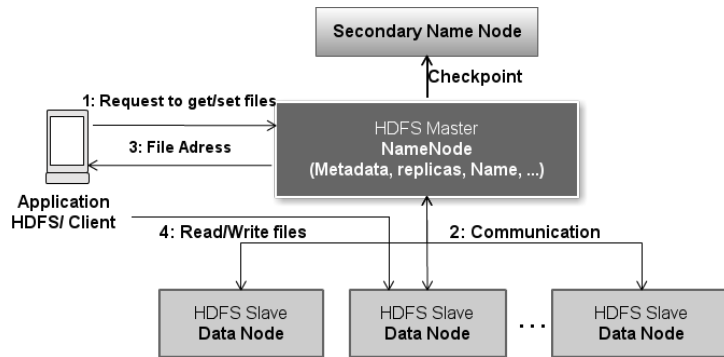 Secondary Name Node
Checkpoint
1: Request to get/set files
HDFS Master
NameNode
(Metadata, replicas, Name, ...)
3: File Adress
Application
HDFS/ Client
4: Read/Write files
2: Communication
HDFS Slave
Data Node
HDFS Slave
Data Node
...
HDFS Slave
Data Node